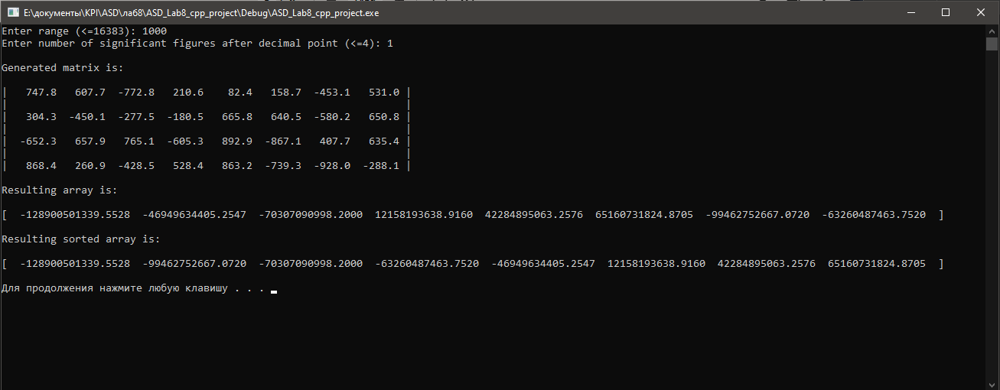 E:\документы\KPI\ASD\ла68\ASD_Lab8_cpp_project\Debug\ASD_Lab8_cpp_project.exe
Enter range (<=16383): 1000
Enter number of significant figures after decimal point (<=4): 1
Generated matrix is:
|   747.8   607.7  -772.8   210.6    82.4   158.7  -453.1   531.0 |
|                                                                 |
|   304.3  -450.1  -277.5  -180.5   665.8   640.5  -580.2   650.8 |
|                                                                 |
|  -652.3   657.9   765.1  -605.3   892.9  -867.1   407.7   635.4 |
|                                                                 |
|   868.4   260.9  -428.5   528.4   863.2  -739.3  -928.0  -288.1 |
Resulting array is:
[  -128900501339.5528  -46949634405.2547  -70307090998.2000  12158193638.9160  42284895063.2576  65160731824.8705  -99462752667.0720  -63260487463.7520  ]
Resulting sorted array is:
[  -128900501339.5528  -99462752667.0720  -70307090998.2000  -63260487463.7520  -46949634405.2547  12158193638.9160  42284895063.2576  65160731824.8705  ]
Для продолжения нажмите любую клавишу . . .